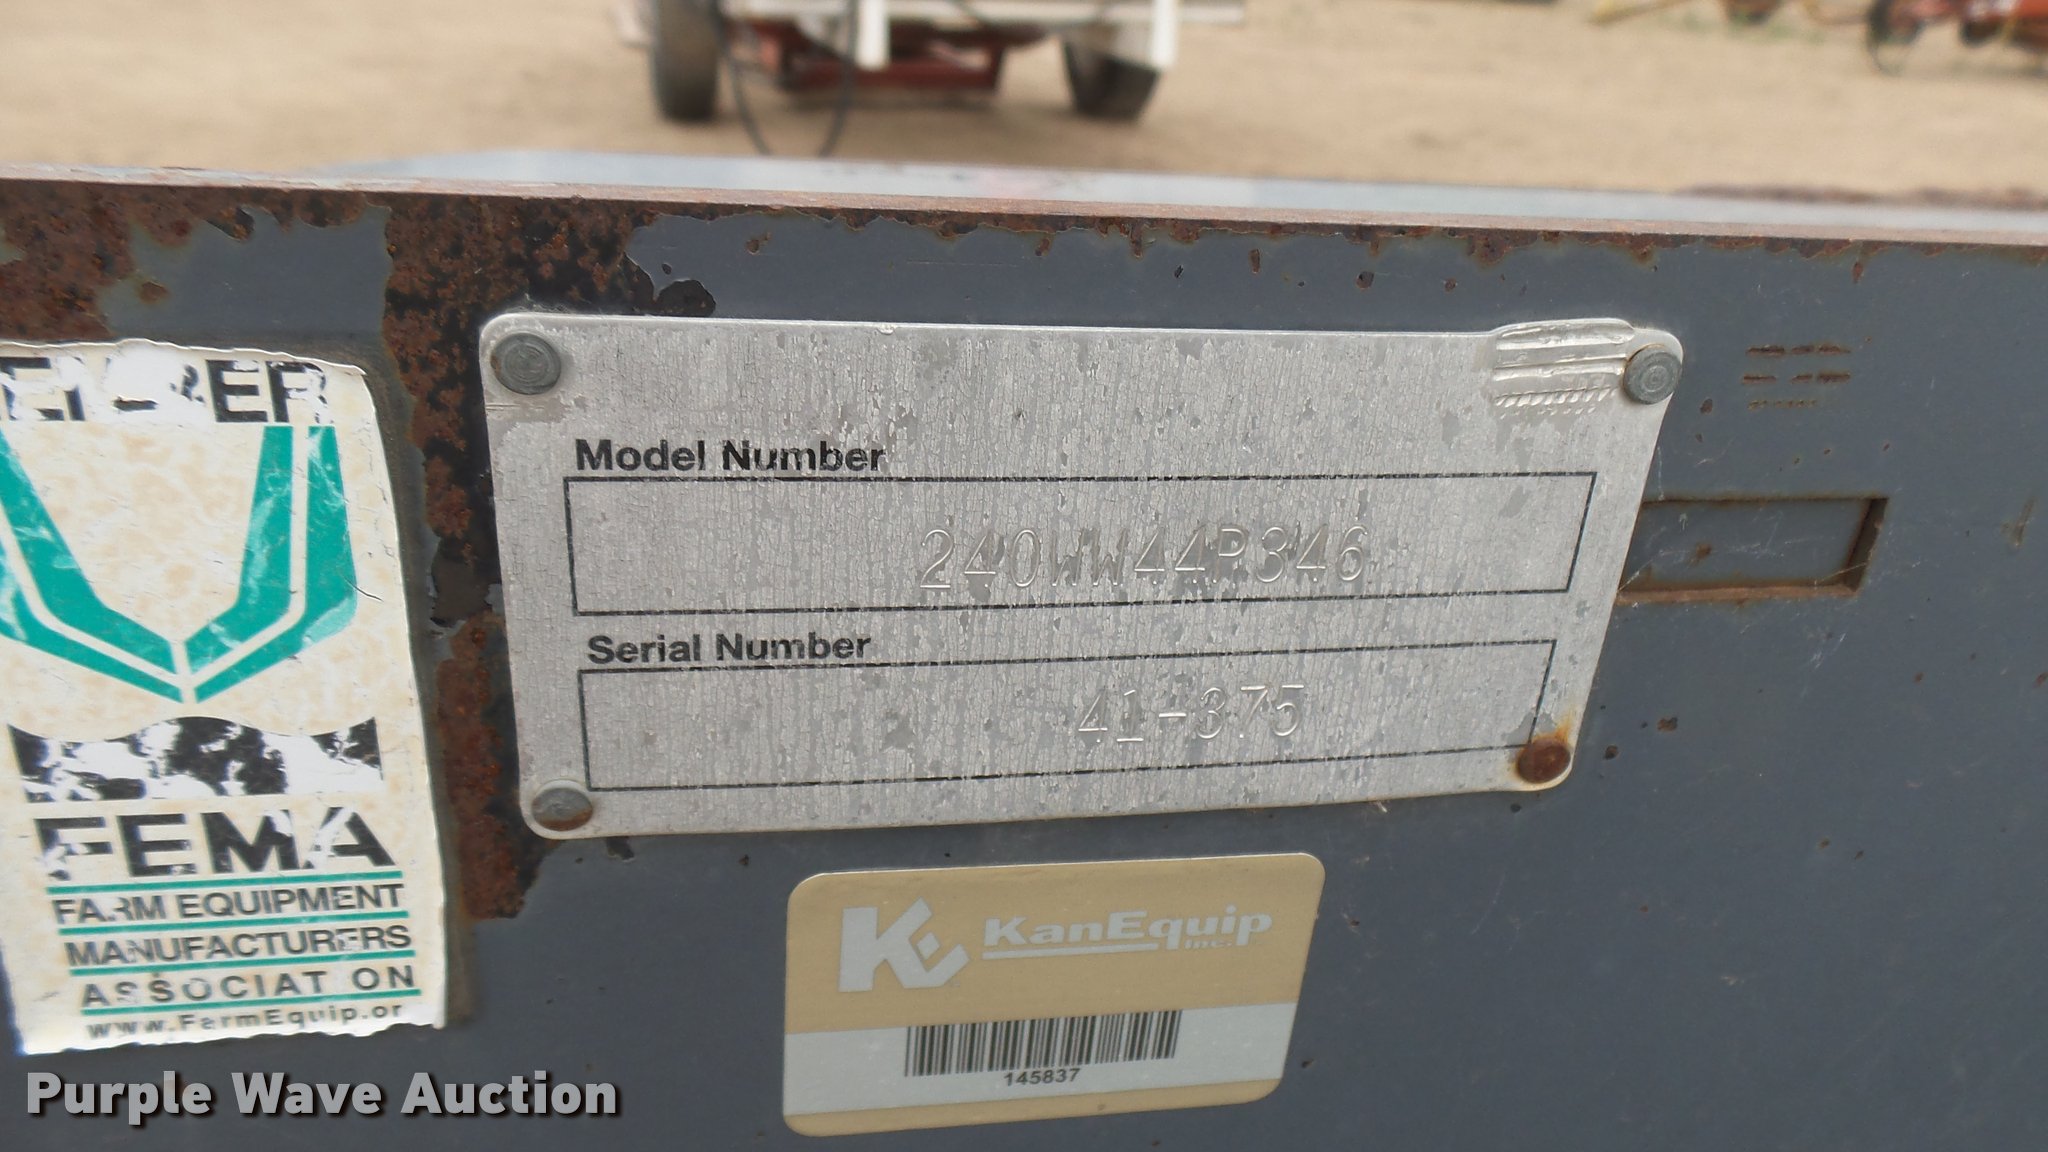 Model Number
240WW44P346
Serial Number
41-375
FEMA
FARM EQUIPMENT
MANUFACTURERS
ASSOCIAT ON
www.FarmEquip.or
KanEquip
Inc.
145837
Purple Wave Auction